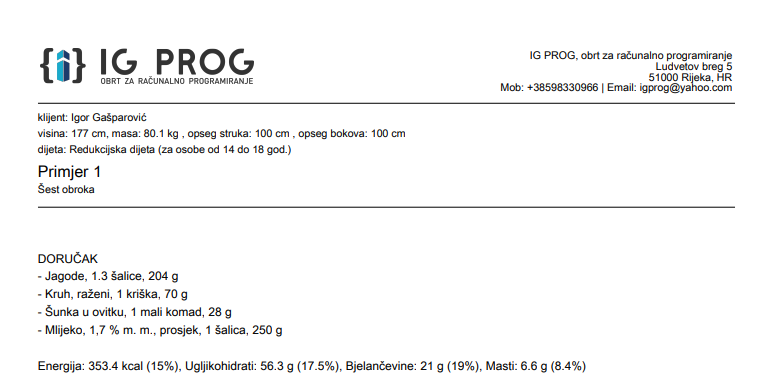 {i} IG PROG
OBRT ZA RAČUNALNO PROGRAMIRANJE
IG PROG, obrt za računalno programiranje
Ludvetov breg 5
51000 Rijeka, HR
Mob: +38598330966 | Email: igprog@yahoo.com
klijent: Igor Gašparović
visina: 177 cm, masa: 80.1 kg , opseg struka: 100 cm , opseg bokova: 100 cm
dijeta: Redukcijska dijeta (za osobe od 14 do 18 god.)
Primjer 1
Šest obroka
DORUČAK
- Jagode, 1.3 šalice, 204 g
- Kruh, raženi, 1 kriška, 70 g
- Šunka u ovitku, 1 mali komad, 28 g
- Mlijeko, 1,7 % m. m., prosjek, 1 šalica, 250 g
Energija: 353.4 kcal (15%), Ugljikohidrati: 56.3 g (17.5%), Bjelančevine: 21 g (19%), Masti: 6.6 g (8.4%)